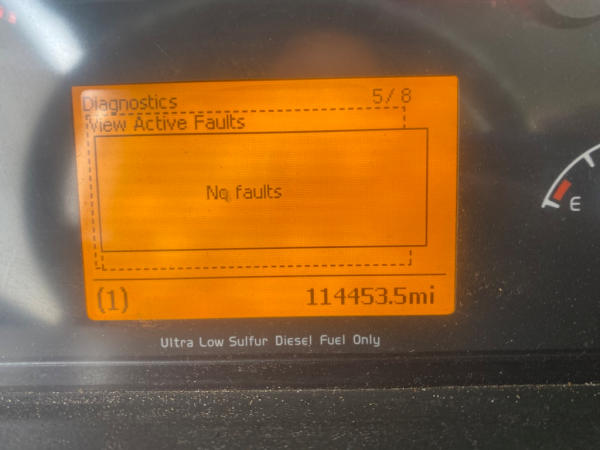 Diagnostics 5/8
View Active Faults
No faults
(1) 114453.5mi
E
Ultra Low Sulfur Diesel Fuel Only